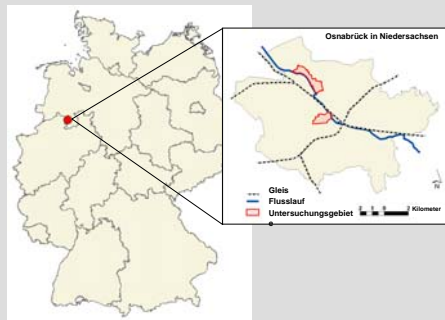 Osnabrück in Niedersachsen
N
Gleis
Flusslauf
Untersuchungsgebiet
Kilometer